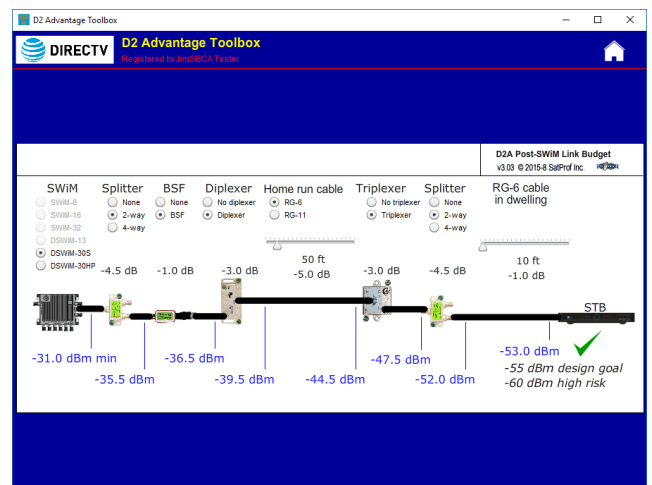 D2 Advantage Toolbox
DIRECTV
D2 Advantage Toolbox
Registered to JimSBCA Tester
D2A Post-SWiM Link Budget
v3.03 © 2015-8 SatProf Inc.
SWiM
SWiM-8
SWiM-16
SWiM-32
DSWiM-13
DSWiM-30S
DSWiM-30HP
Splitter
None
2-way
4-way
-4.5 dB
BSF
None
BSF
-1.0 dB
Diplexer
No diplexer
Diplexer
-3.0 dB
Home run cable
RG-6
RG-11
50 ft
-5.0 dB
Triplexer
No triplexer
Triplexer
-3.0 dB
Splitter
None
2-way
4-way
-4.5 dB
RG-6 cable
in dwelling
10 ft
-1.0 dB
STB
-31.0 dBm min
-35.5 dBm
-36.5 dBm
-39.5 dBm
-44.5 dBm
-47.5 dBm
-52.0 dBm
-53.0 dBm
-55 dBm design goal
-60 dBm high risk